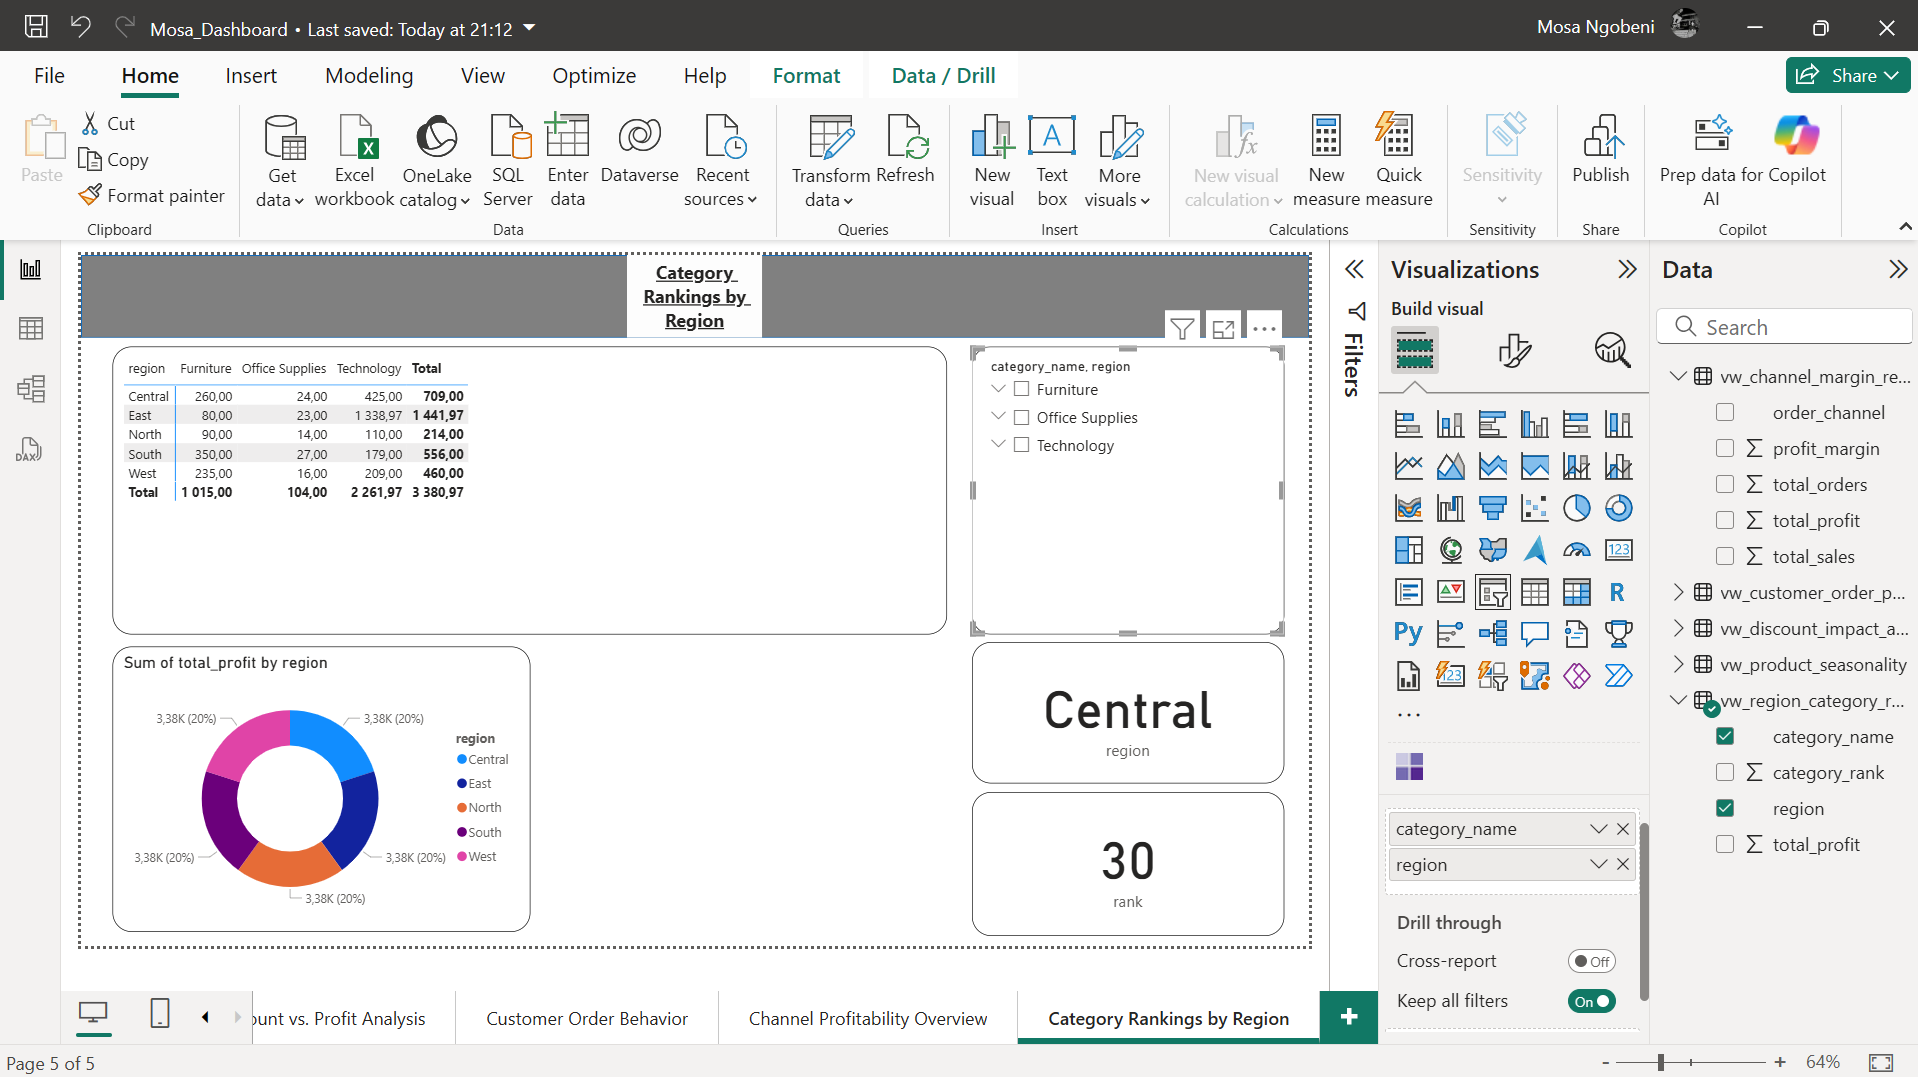 Mosa_Dashboard • Last saved: Today at 21:12
Mosa Ngobeni
File
Home
Insert
Modeling
View
Optimize
Help
Format
Data / Drill
Share
Paste
Cut
Copy
Format painter
Clipboard
Get data
Excel workbook
OneLake catalog
SQL Server
Enter data
Dataverse
Recent sources
Data
Transform data
Refresh
Queries
New visual
Text box
More visuals
Insert
New visual calculation
New measure
Quick measure
Calculations
Sensitivity
Sensitivity
Publish
Share
Prep data for AI
Copilot
Copilot
DAX
Category
Rankings by
Region
region Furniture Office Supplies Technology Total
Central 260,00 24,00 425,00 709,00
East 80,00 23,00 1 338,97 1 441,97
North 90,00 14,00 110,00 214,00
South 350,00 27,00 179,00 556,00
West 235,00 16,00 209,00 460,00
Total 1 015,00 104,00 2 261,97 3 380,97
category_name, region
Furniture
Office Supplies
Technology
Sum of total_profit by region
3,38K (20%)
3,38K (20%)
3,38K (20%)
3,38K (20%)
3,38K (20%)
region
Central
East
North
South
West
Central
region
30
rank
Filters
Visualizations
Build visual
123
R
Py
123
category_name
region
Drill through
Cross-report
Off
Keep all filters
On
Data
Search
vw_channel_margin_re...
order_channel
profit_margin
total_orders
total_profit
total_sales
vw_customer_order_p...
vw_discount_impact_a...
vw_product_seasonality
vw_region_category_r...
category_name
category_rank
region
total_profit
ount vs. Profit Analysis
Customer Order Behavior
Channel Profitability Overview
Category Rankings by Region
+
Page 5 of 5
- + 64%